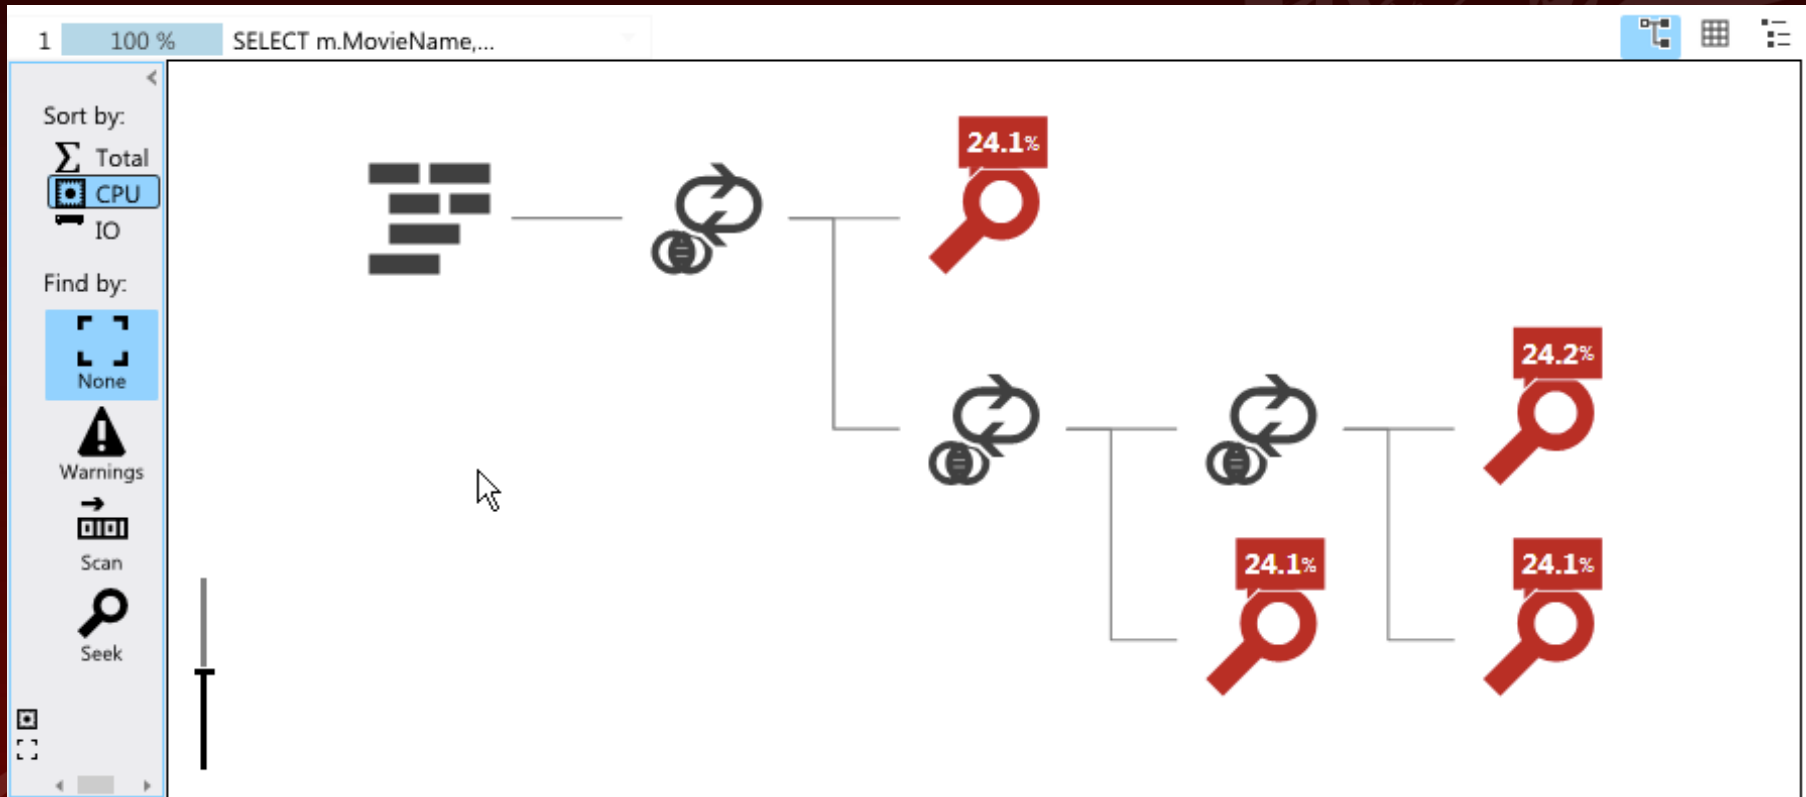 1 100 % SELECT m.MovieName,...
Sort by:
Total
CPU
IO
Find by:
None
Warnings
Scan
Seek
24.1%
24.2%
24.1%
24.1%